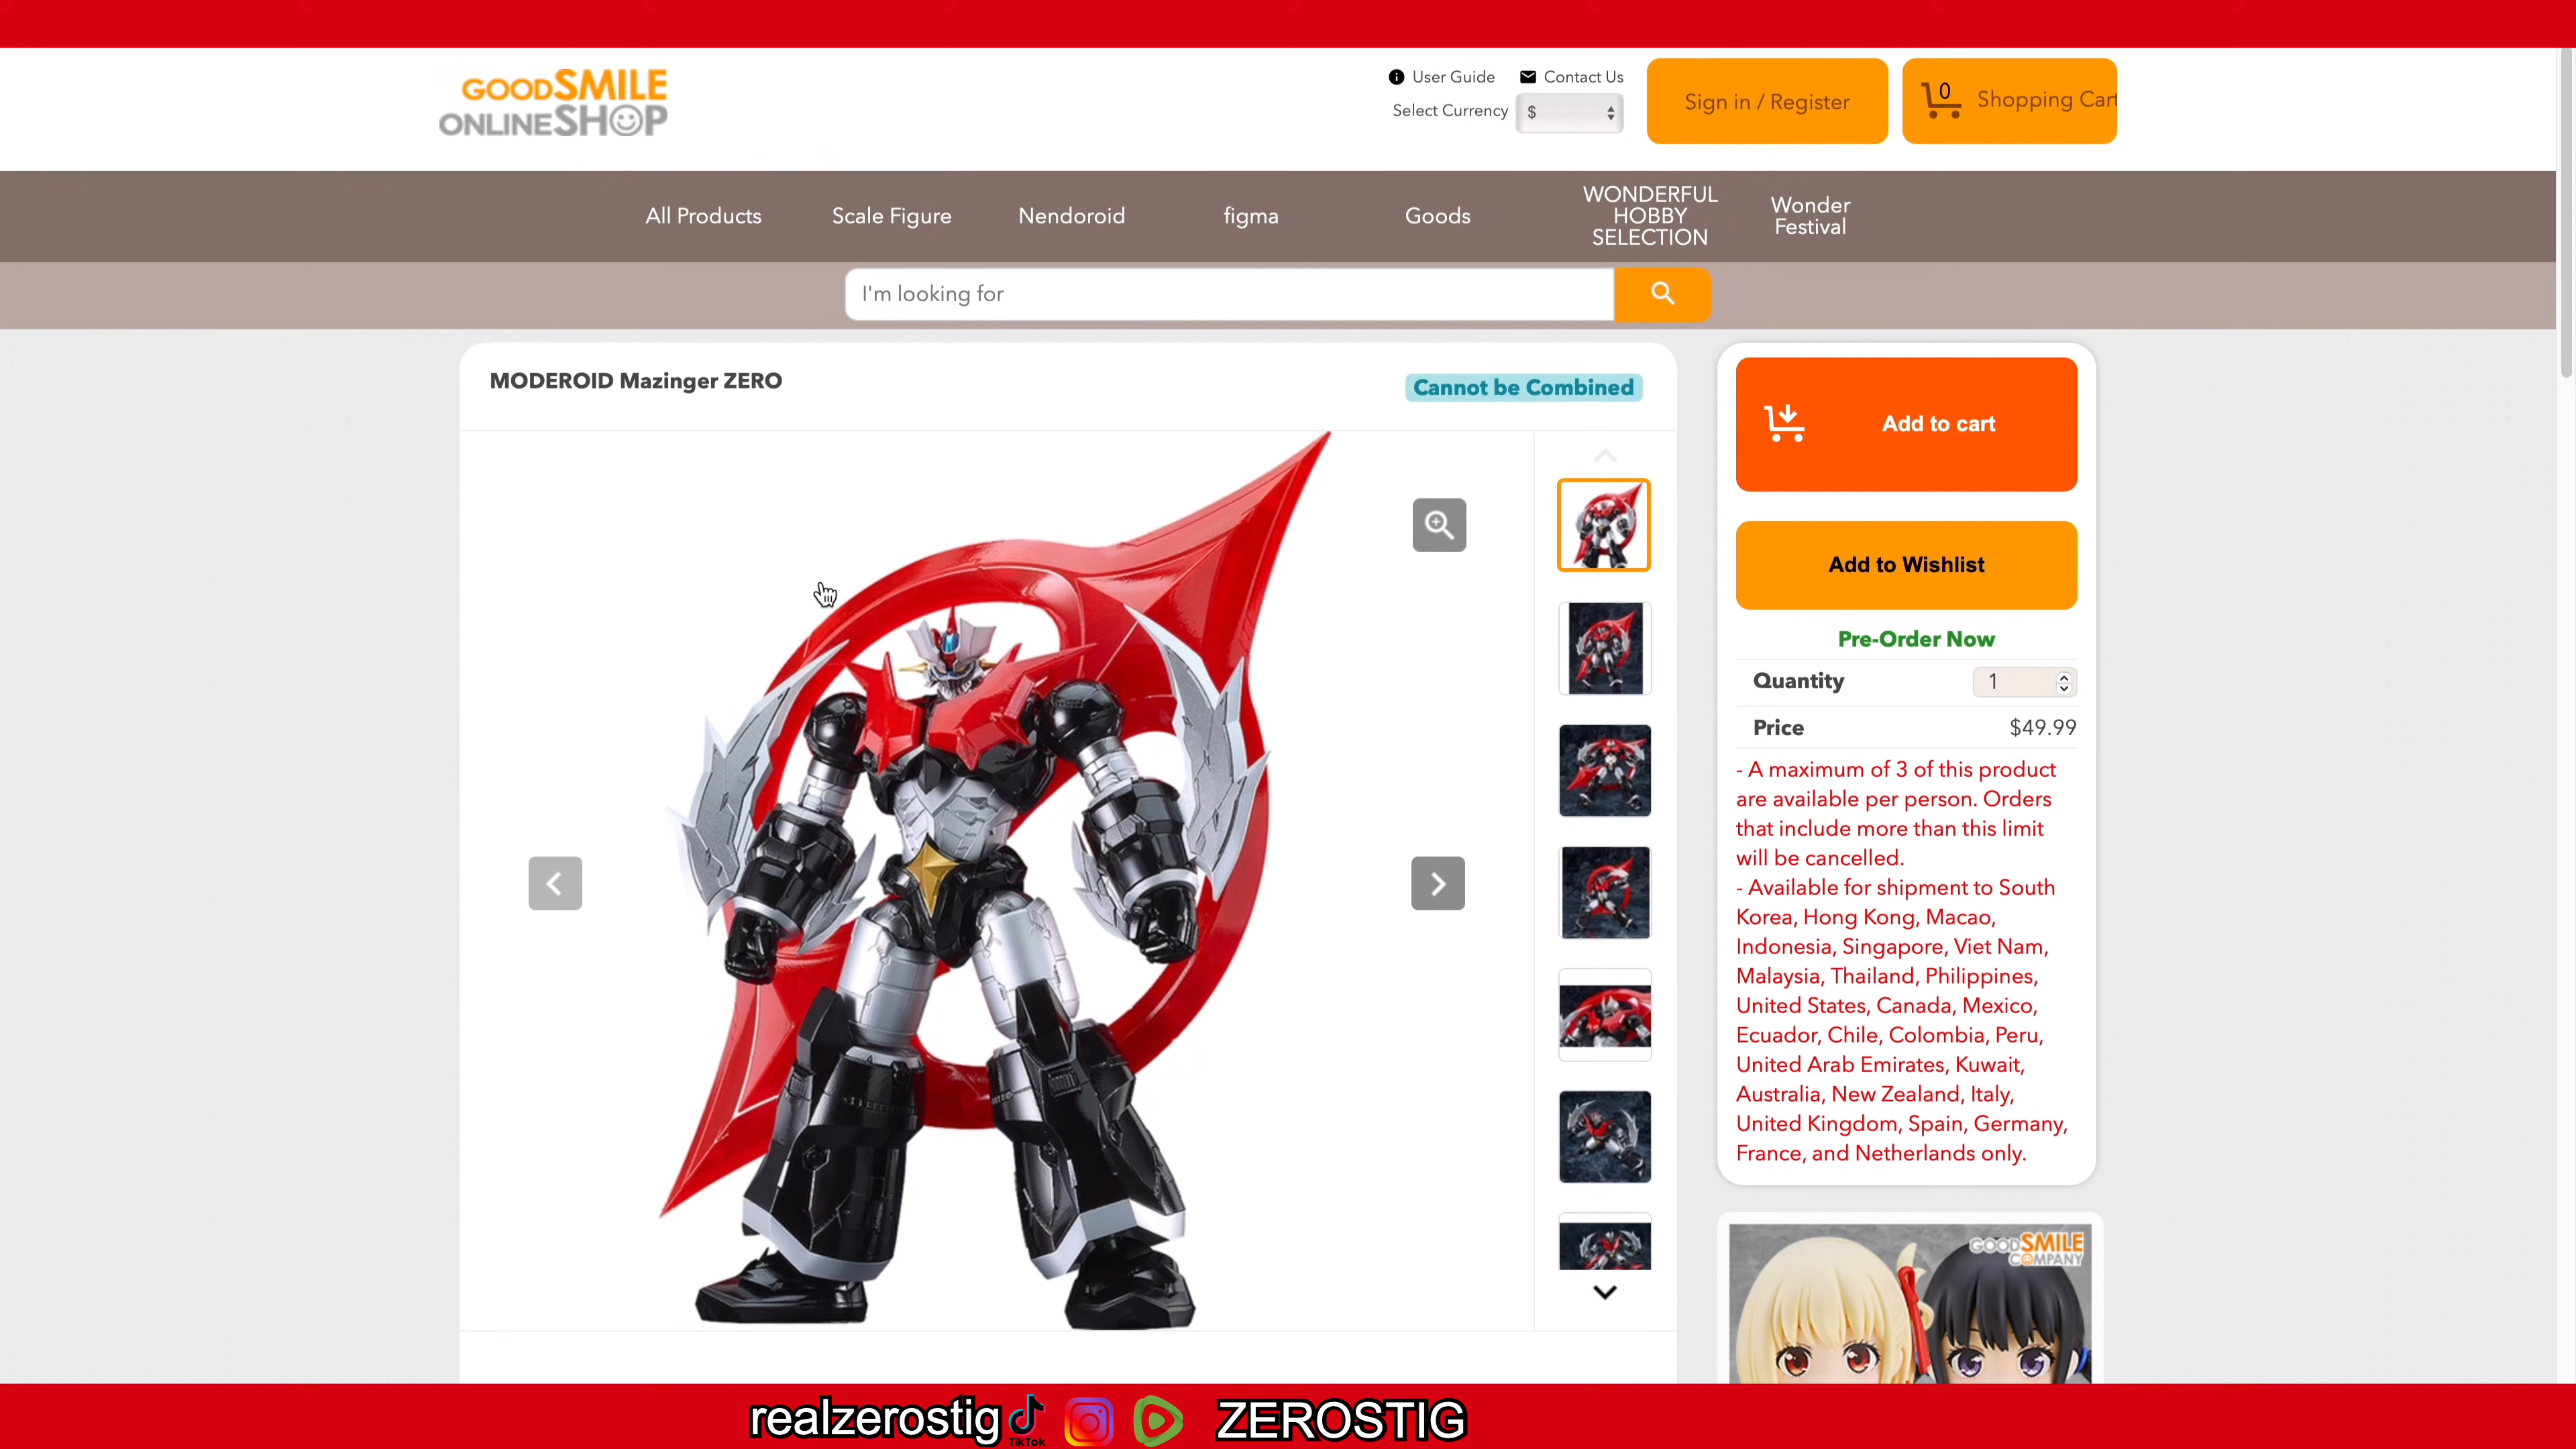 GOODSMILE
ONLINESHOP
User Guide
Contact Us
Select Currency
$
Sign in / Register
0
Shopping Cart
All Products
Scale Figure
Nendoroid
figma
Goods
WONDERFUL
HOBBY
SELECTION
Wonder
Festival
I'm looking for
MODEROID Mazinger ZERO
Cannot be Combined
Add to cart
Add to Wishlist
Pre-Order Now
Quantity
1
Price
$49.99
- A maximum of 3 of this product
are available per person. Orders
that include more than this limit
will be cancelled.
- Available for shipment to South
Korea, Hong Kong, Macao,
Indonesia, Singapore, Viet Nam,
Malaysia, Thailand, Philippines,
United States, Canada, Mexico,
Ecuador, Chile, Colombia, Peru,
United Arab Emirates, Kuwait,
Australia, New Zealand, Italy,
United Kingdom, Spain, Germany,
France, and Netherlands only.
GOODSMILE
COMPANY
realzerostig
TikTok
ZEROSTIG